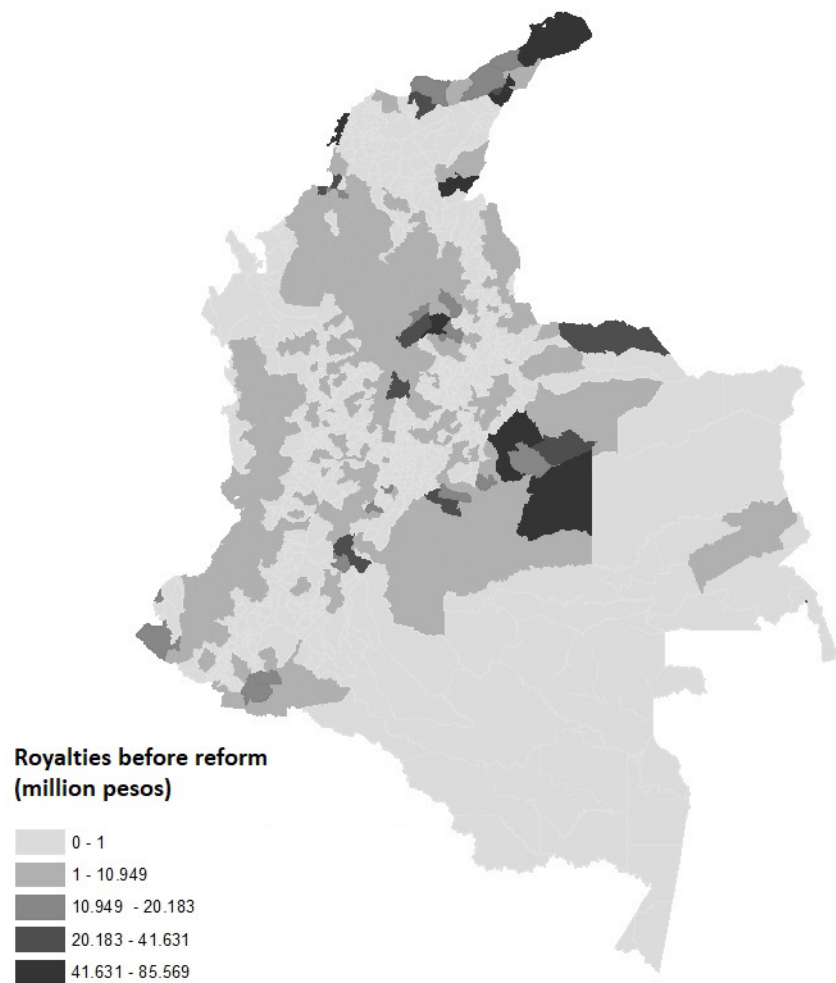 Royalties before reform
(million pesos)
0 - 1
1 - 10.949
10.949 - 20.183
20.183 - 41.631
41.631 - 85.569